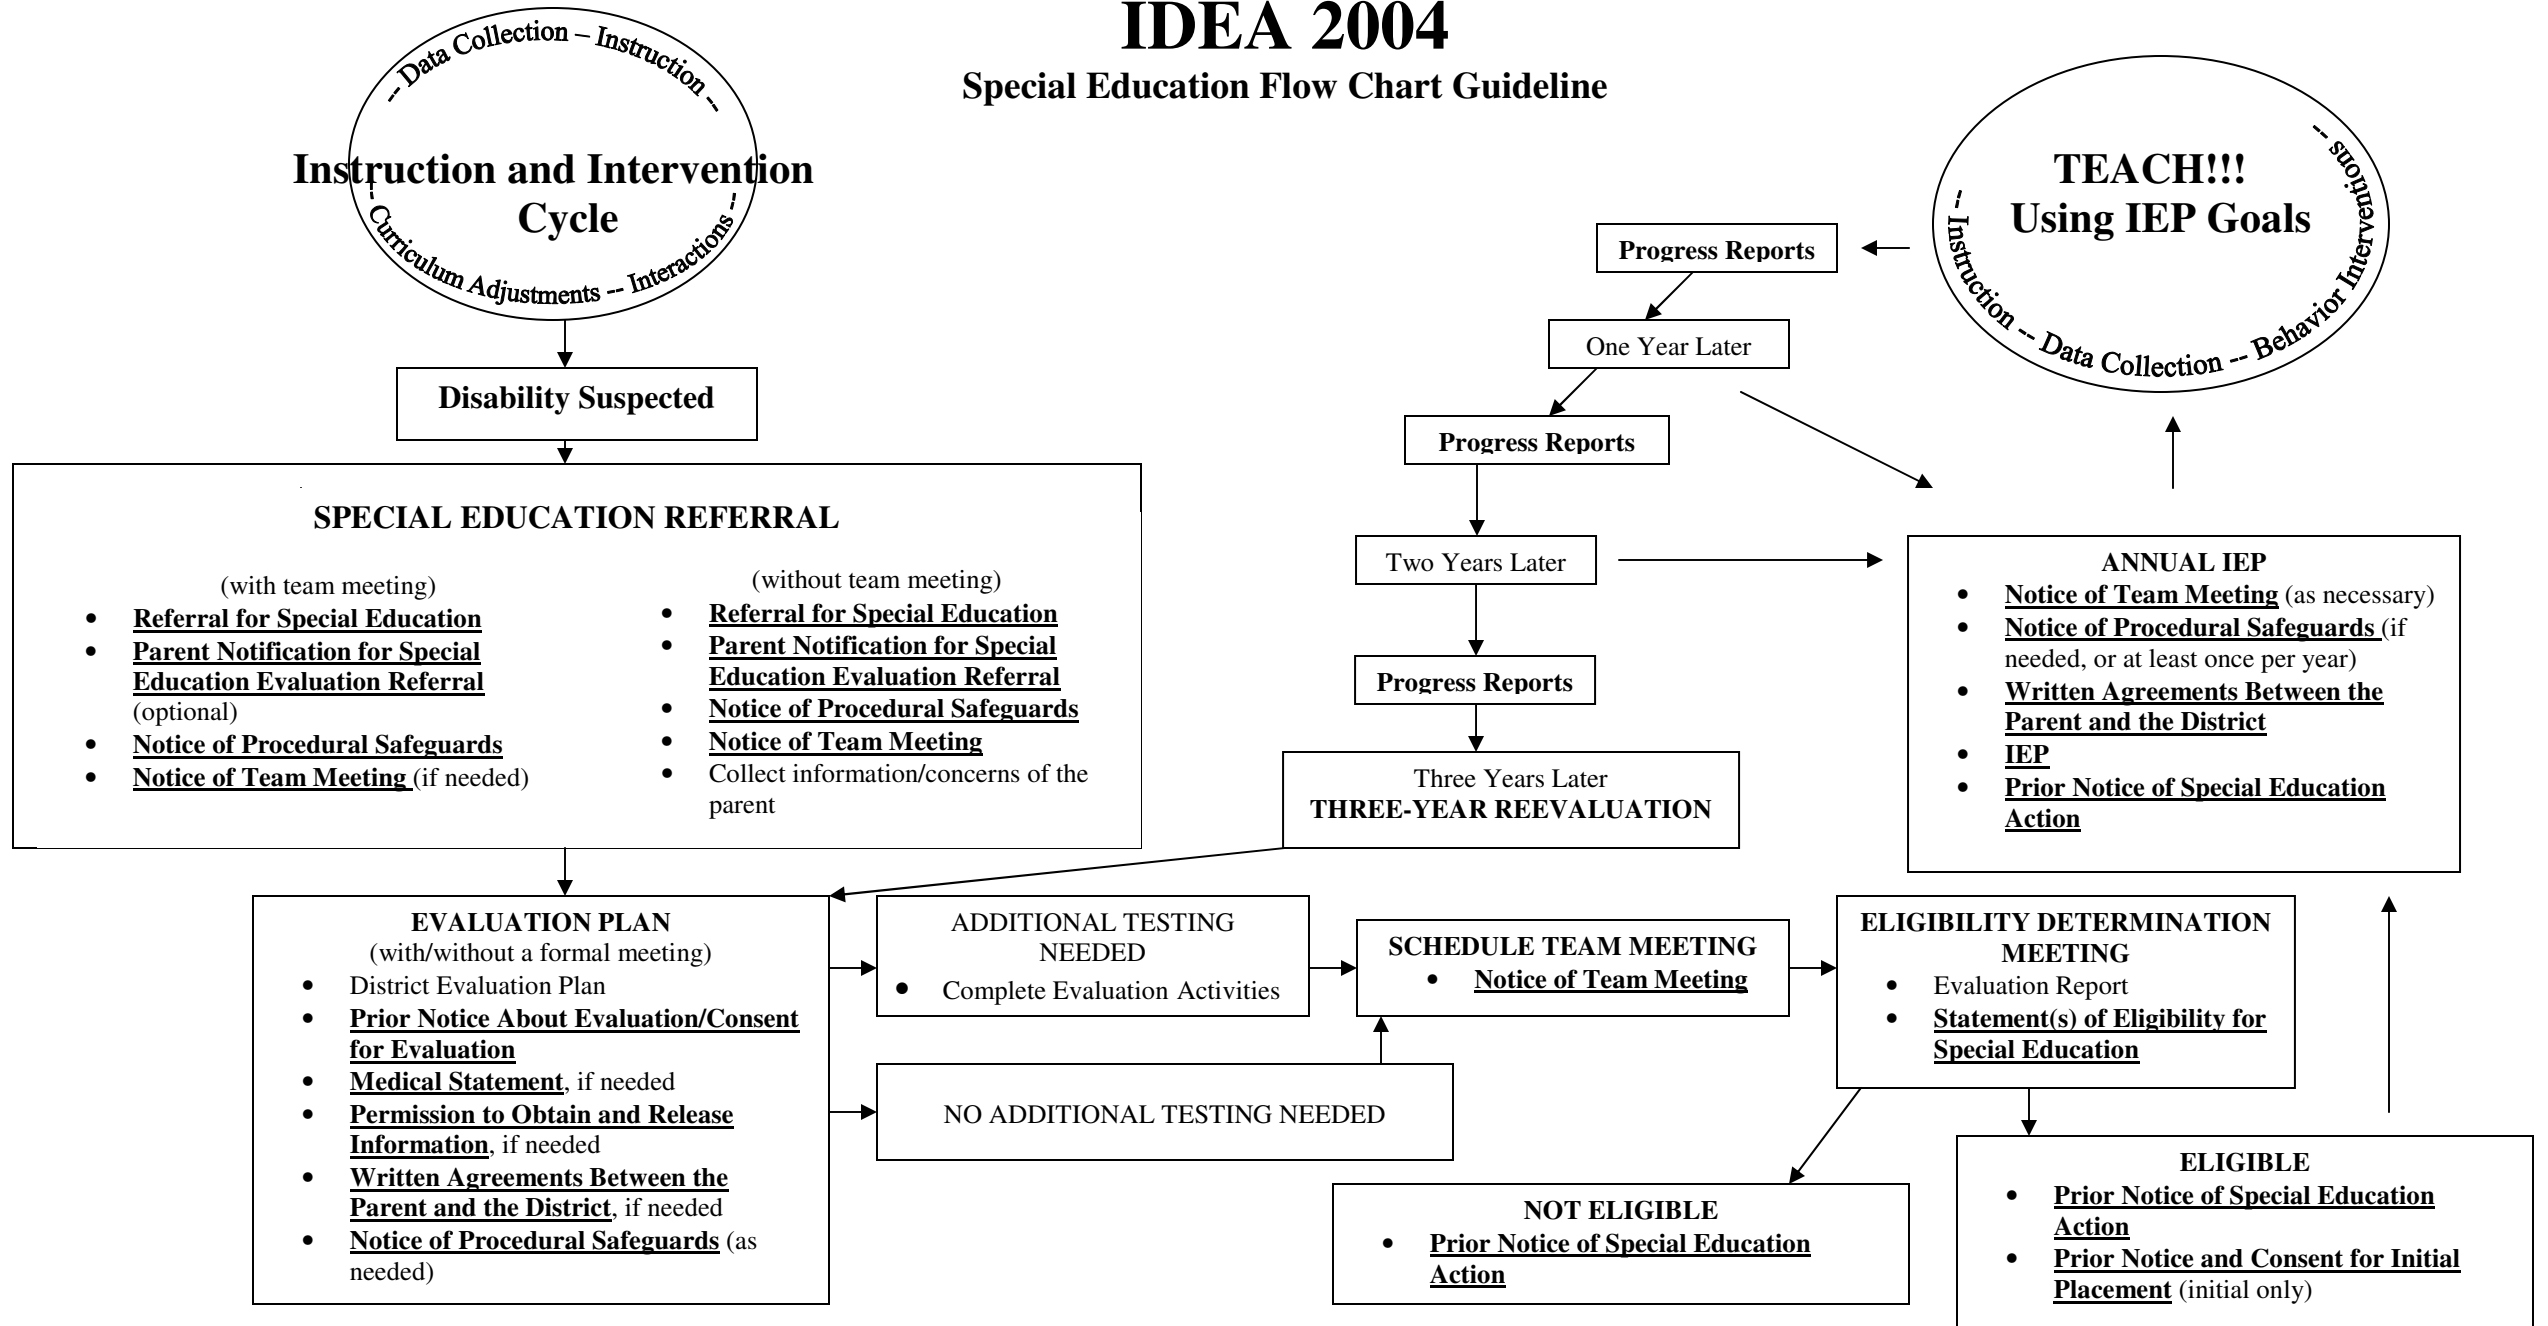 IDEA 2004
Special Education Flow Chart Guideline
-- Data Collection – Instruction --
Instruction and Intervention
Cycle
-- Curriculum Adjustments -- Interactions --
Disability Suspected
SPECIAL EDUCATION REFERRAL
(with team meeting)
• Referral for Special Education
• Parent Notification for Special
Education Evaluation Referral
(optional)
• Notice of Procedural Safeguards
• Notice of Team Meeting (if needed)
(without team meeting)
• Referral for Special Education
• Parent Notification for Special
Education Evaluation Referral
• Notice of Procedural Safeguards
• Notice of Team Meeting
• Collect information/concerns of the
parent
EVALUATION PLAN
(with/without a formal meeting)
• District Evaluation Plan
• Prior Notice About Evaluation/Consent
for Evaluation
• Medical Statement, if needed
• Permission to Obtain and Release
Information, if needed
• Written Agreements Between the
Parent and the District, if needed
• Notice of Procedural Safeguards (as
needed)
ADDITIONAL TESTING
NEEDED
• Complete Evaluation Activities
NO ADDITIONAL TESTING NEEDED
SCHEDULE TEAM MEETING
• Notice of Team Meeting
ELIGIBILITY DETERMINATION
MEETING
• Evaluation Report
• Statement(s) of Eligibility for
Special Education
NOT ELIGIBLE
• Prior Notice of Special Education
Action
ELIGIBLE
• Prior Notice of Special Education
Action
• Prior Notice and Consent for Initial
Placement (initial only)
ANNUAL IEP
• Notice of Team Meeting (as necessary)
• Notice of Procedural Safeguards (if
needed, or at least once per year)
• Written Agreements Between the
Parent and the District
• IEP
• Prior Notice of Special Education
Action
TEACH!!!
Using IEP Goals
-- Instruction -- Data Collection -- Behavior Interventions --
Progress Reports
One Year Later
Progress Reports
Two Years Later
Progress Reports
Three Years Later
THREE-YEAR REEVALUATION